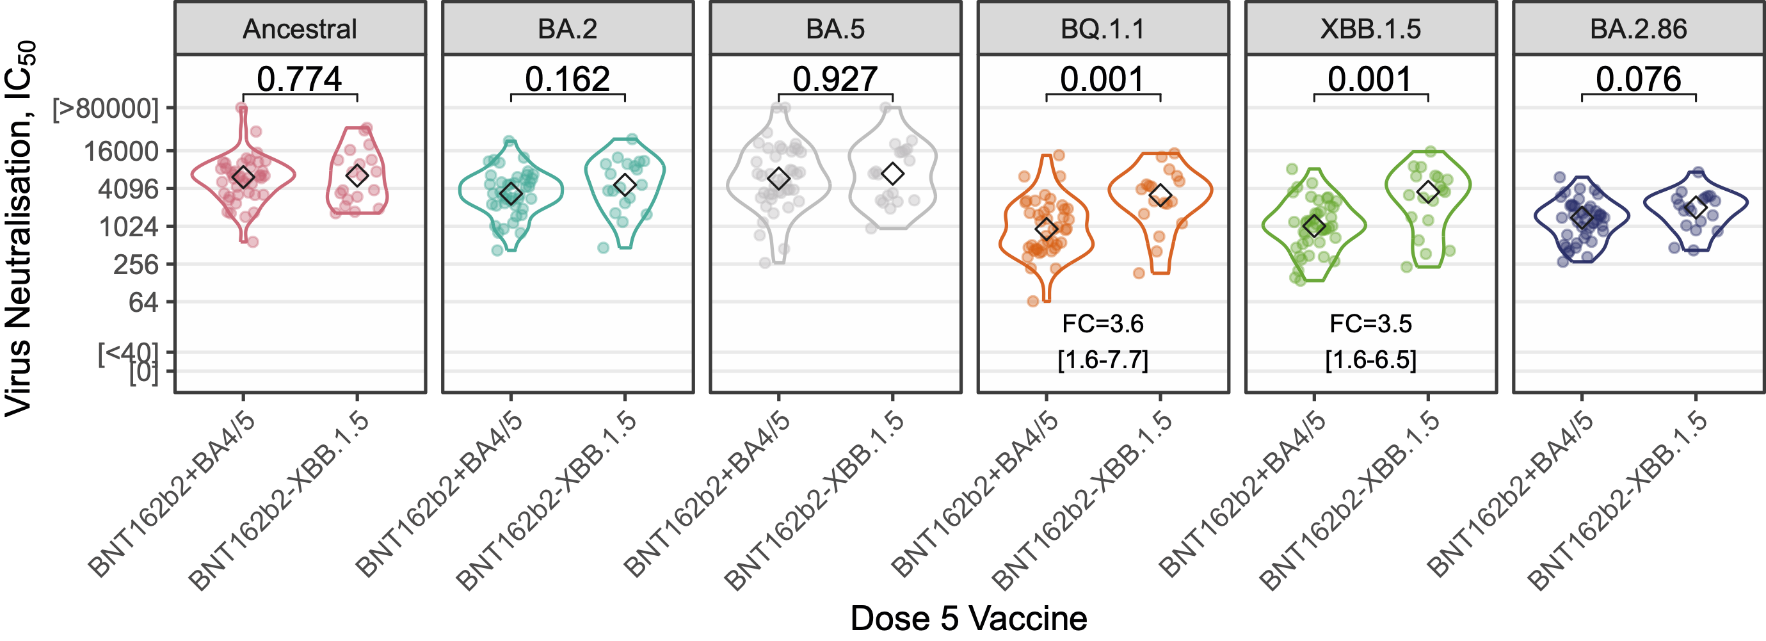 Ancestral
BA.2
BA.5
BQ.1.1
XBB.1.5
BA.2.86
0.774
0.162
0.927
0.001
0.001
0.076
Virus Neutralisation, IC50
[>80000]
16000
4096
1024
256
64
[<40]
[0]
FC=3.6
[1.6-7.7]
FC=3.5
[1.6-6.5]
BNT162b2+BA4/5
BNT162b2-XBB.1.5
BNT162b2+BA4/5
BNT162b2-XBB.1.5
BNT162b2+BA4/5
BNT162b2-XBB.1.5
BNT162b2+BA4/5
BNT162b2-XBB.1.5
BNT162b2+BA4/5
BNT162b2-XBB.1.5
BNT162b2+BA4/5
BNT162b2-XBB.1.5
Dose 5 Vaccine